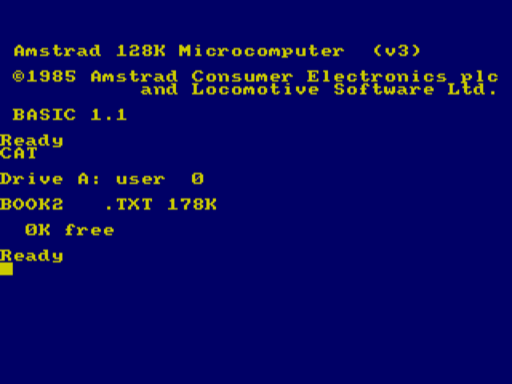 Amstrad 128K Microcomputer (v3)
©1985 Amstrad Consumer Electronics plc
and Locomotive Software Ltd.
BASIC 1.1
Ready
CAT
Drive A: user 0
BOOK2 .TXT 178K
0K free
Ready